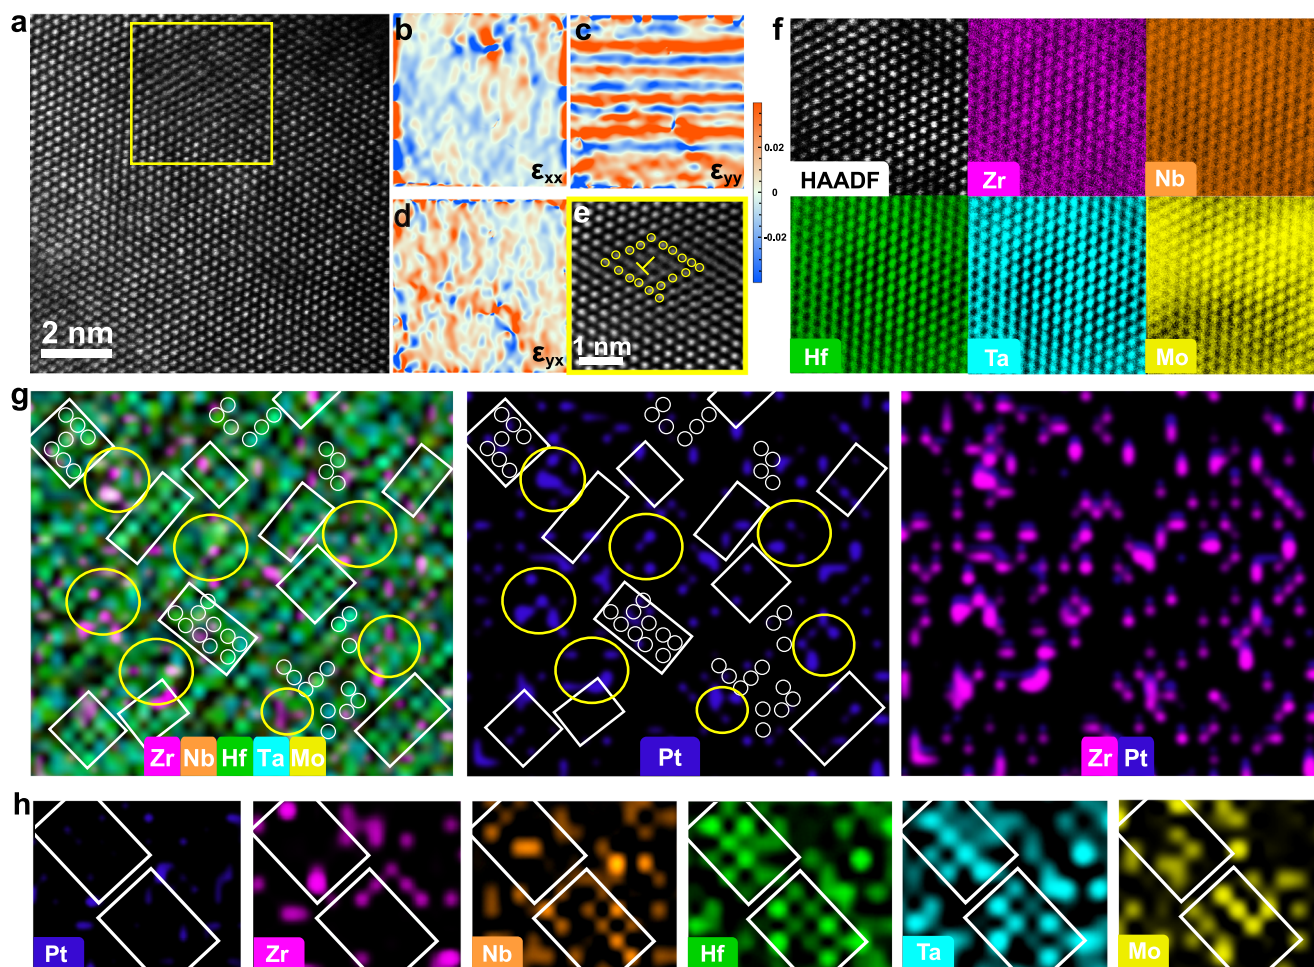 a
2 nm
b
εxx
c
εyy
0.02
0
-0.02
d
εyx
e
1 nm
f
HAADF
Zr
Nb
Hf
Ta
Mo
g
Zr Nb Hf Ta Mo
Pt
Zr Pt
h
Pt
Zr
Nb
Hf
Ta
Mo